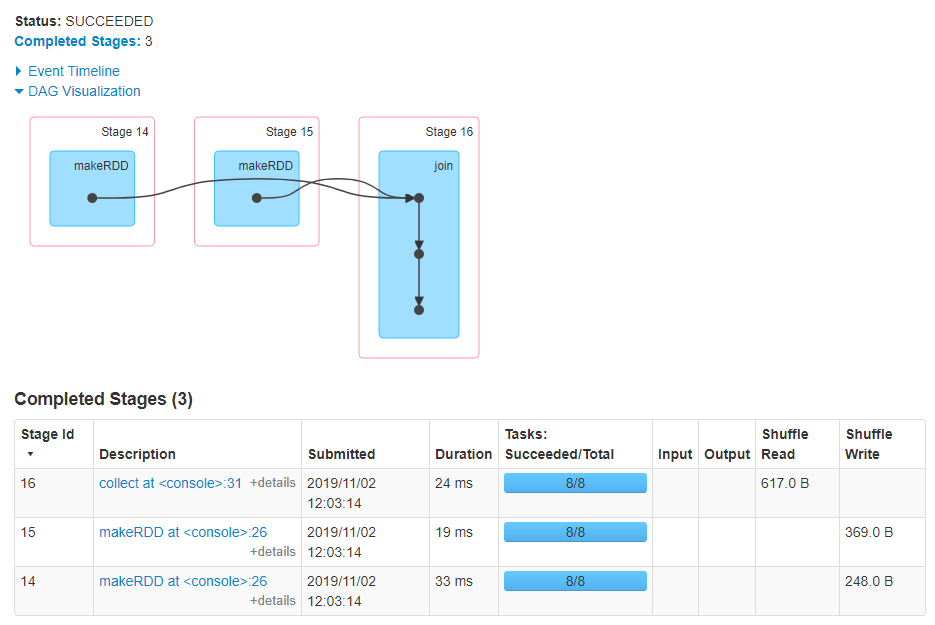 Status: SUCCEEDED
Completed Stages: 3
Event Timeline
DAG Visualization
Stage 14
Stage 15
Stage 16
makeRDD
makeRDD
join
Completed Stages (3)
Stage Id
Description
Submitted
Duration
Tasks: Succeeded/Total
Input
Output
Shuffle Read
Shuffle Write
16
collect at <console>:31 +details
2019/11/02
12:03:14
24 ms
8/8
617.0 B
15
makeRDD at <console>:26
+details
2019/11/02
12:03:14
19 ms
8/8
369.0 B
14
makeRDD at <console>:26
+details
2019/11/02
12:03:14
33 ms
8/8
248.0 B